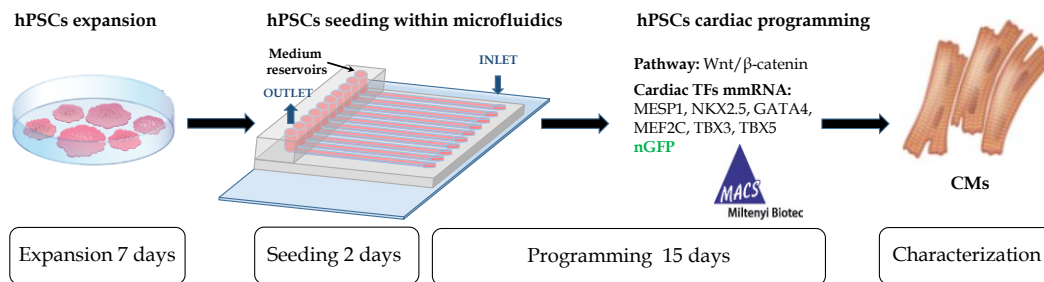 hPSCs expansion
hPSCs seeding within microfluidics
hPSCs cardiac programming
Medium
reservoirs
INLET
OUTLET
Pathway: Wnt/β-catenin
Cardiac TFs mmRNA:
MESP1, NKX2.5, GATA4,
MEF2C, TBX3, TBX5
nGFP
MACS
Miltenyi Biotec
CMs
Expansion 7 days
Seeding 2 days
Programming 15 days
Characterization